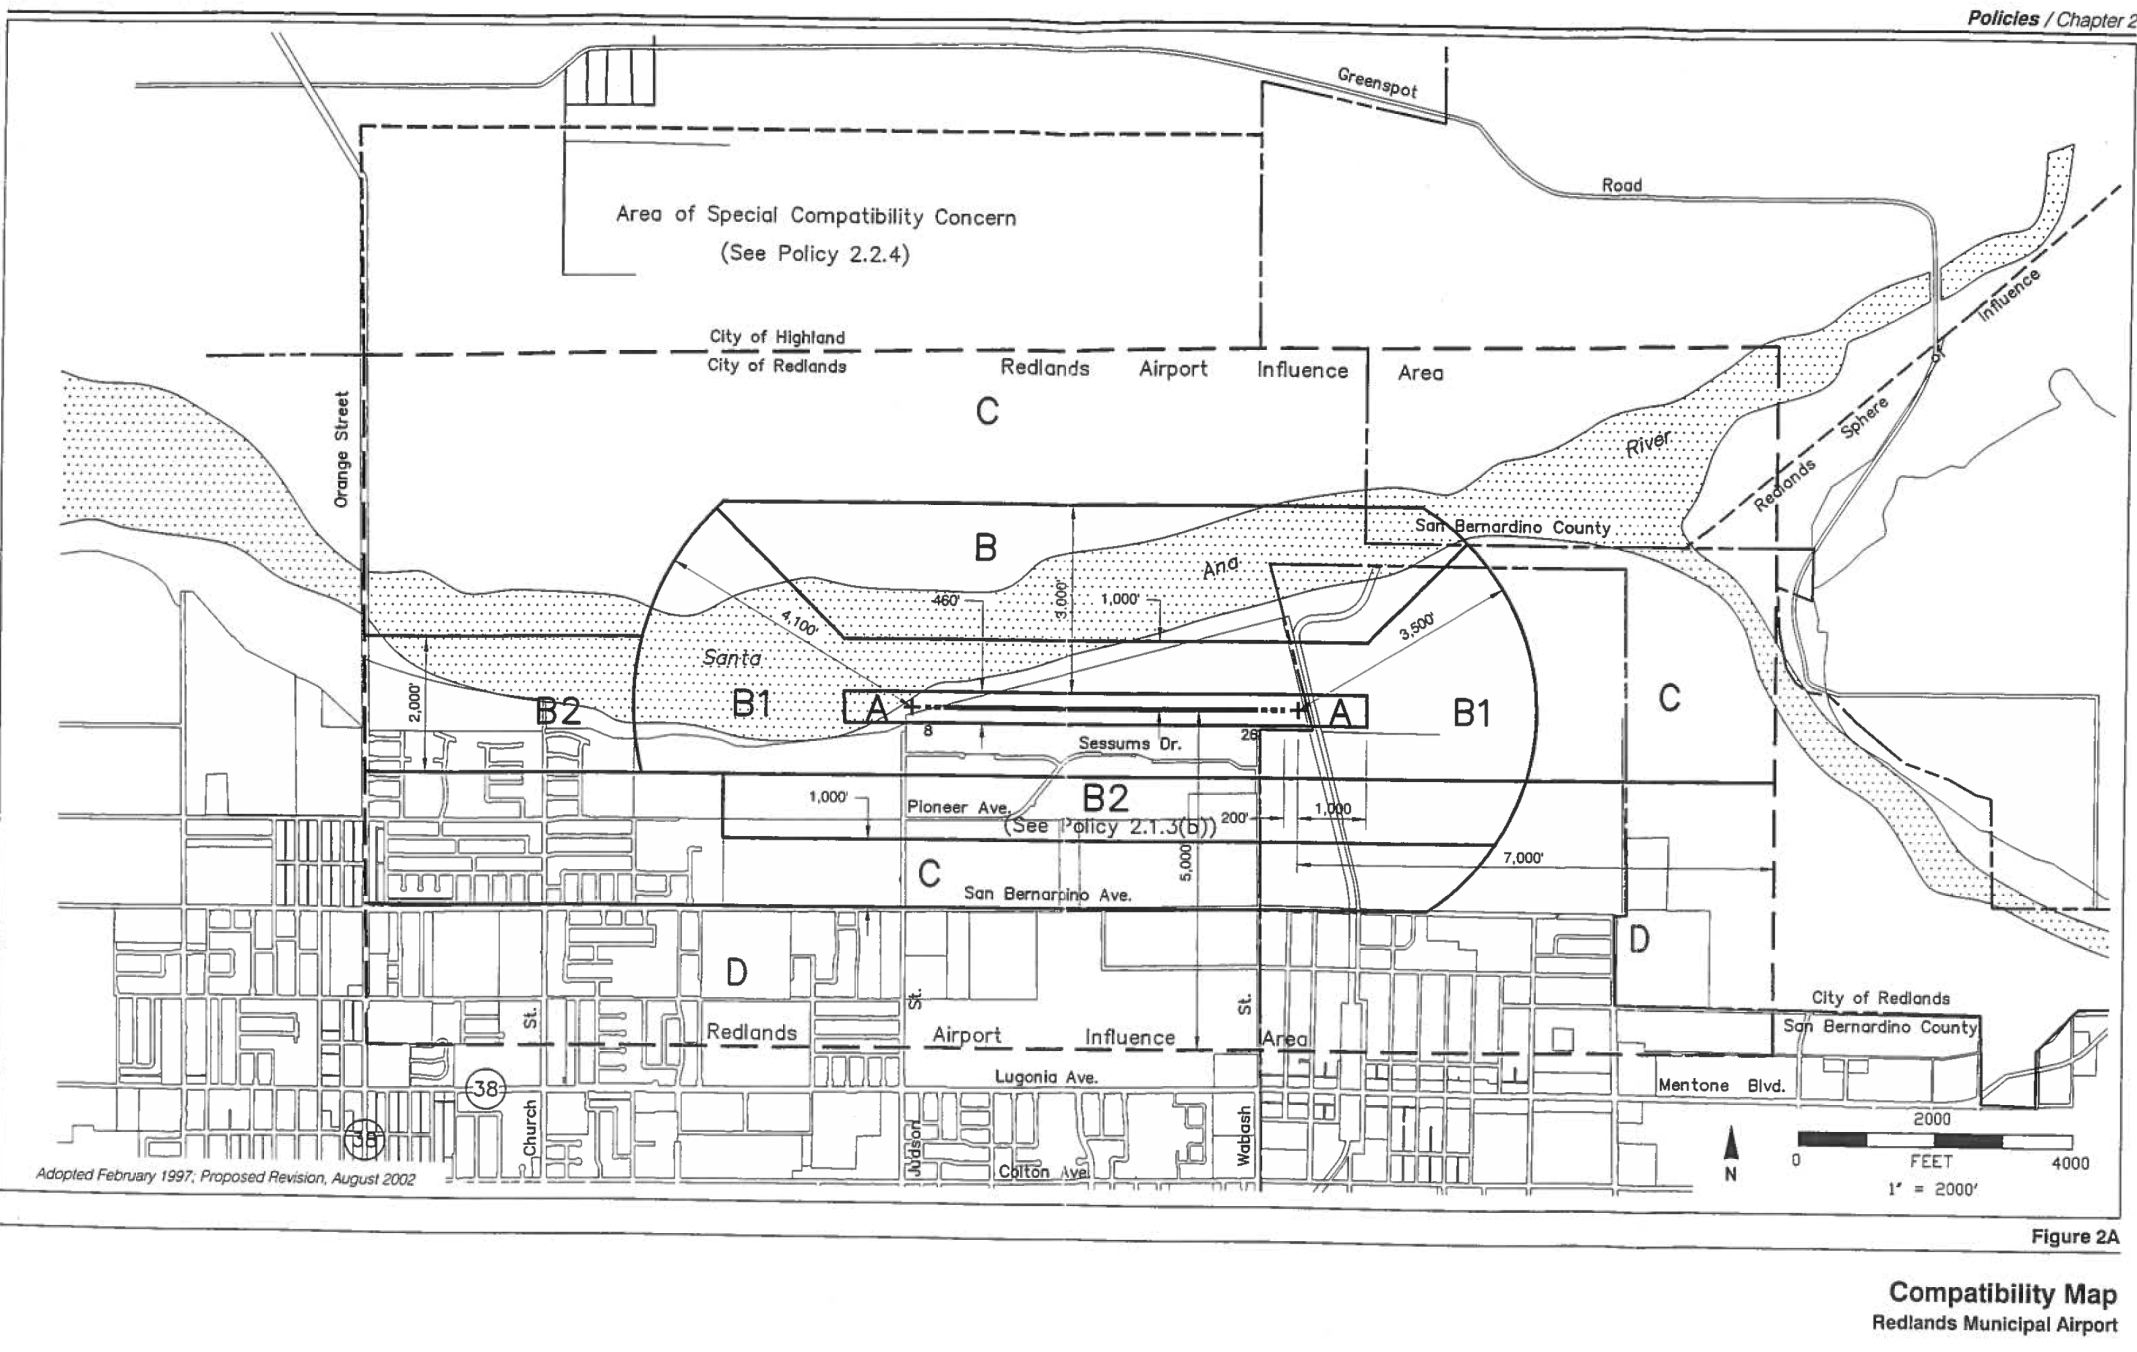 Policies / Chapter 2
Greenspot
Road
Area of Special Compatibility Concern
(See Policy 2.2.4)
Influence
Sphere
Redlands
City of Highland
City of Redlands
Redlands Airport Influence Area
Orange Street
C
River
San Bernardino County
B
Ana
460'
3,000'
1,000'
4,100'
3,500'
Santa
2,000'
B2
B1
A
A
B1
C
8
26
Sessums Dr.
1,000'
Pioneer Ave.
B2
(See Policy 2.1.3(b))
200'
1,000
5,000'
7,000'
C
San Bernardino Ave.
D
D
St.
St.
St.
City of Redlands
San Bernardino County
Redlands Airport Influence Area
Lugonia Ave.
Mentone Blvd.
38
38
Church
Judson
Wabash
Colton Ave.
2000
0 FEET 4000
1" = 2000'
N
Adopted February 1997; Proposed Revision, August 2002
Figure 2A
Compatibility Map
Redlands Municipal Airport